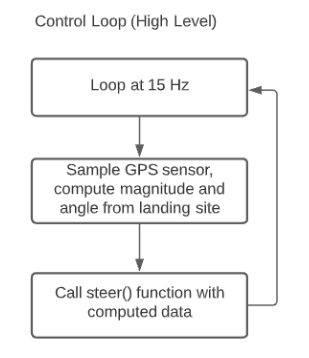 Control Loop (High Level)
Loop at 15 Hz
Sample GPS sensor,
compute magnitude and
angle from landing site
Call steer() function with
computed data